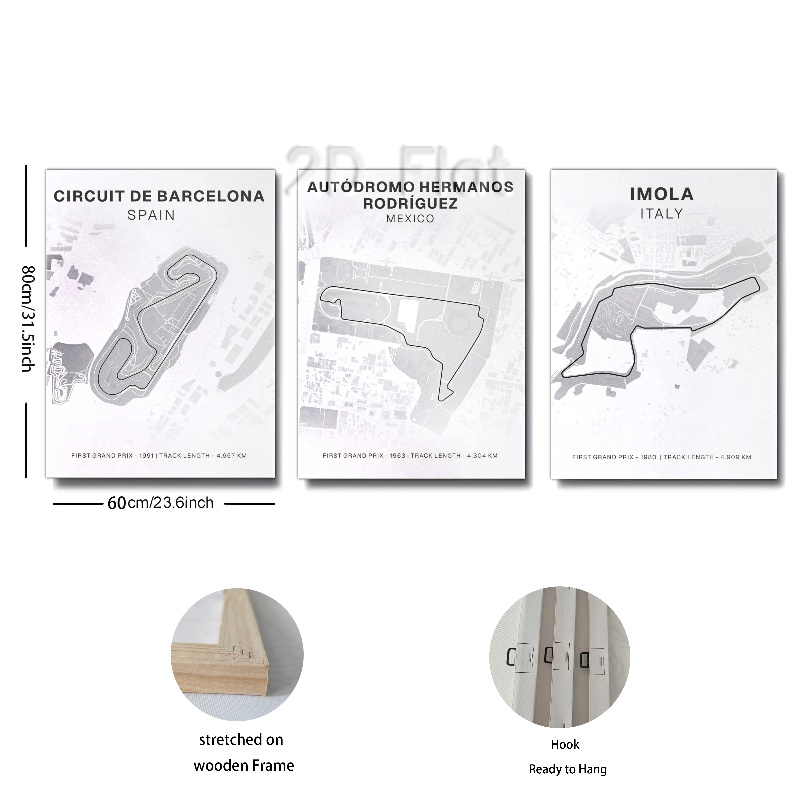 2D Flat
CIRCUIT DE BARCELONA
SPAIN
FIRST GRAND PRIX - 1991 | TRACK LENGTH - 4.657 KM
AUTÓDROMO HERMANOS
RODRÍGUEZ
MEXICO
FIRST GRAND PRIX - 1963 | TRACK LENGTH - 4.304 KM
IMOLA
ITALY
FIRST GRAND PRIX - 1980 | TRACK LENGTH - 4.909 KM
80cm/31.5inch
60cm/23.6inch
stretched on
wooden Frame
Hook
Ready to Hang